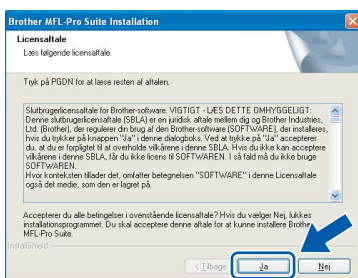 Brother MFL-Pro Suite Installation
Licensaftale
Læs følgende licensaftale.
Tryk på PGDN for at læse resten af aftalen.
Slutbrugerlicensaftale for Brother-software. VIGTIGT - LÆS DETTE OMHYGGELIGT:
Denne slutbrugerlicensaftale (SBLA) er en juridisk aftale mellem dig og Brother Industries,
Ltd. (Brother), der regulerer din brug af den Brother-software (SOFTWARE), der installeres,
hvis du trykker på knappen "Ja" i denne dialogboks. Ved at trykke på "Ja" accepterer
du, at du er forpligtet til at overholde vilkårene i denne SBLA. Hvis du ikke kan acceptere
vilkårene i denne SBLA, får du ikke licens til SOFTWAREN. I så fald må du ikke bruge
SOFTWAREN.
Hvor konteksten tillader det, omfatter betegnelsen "SOFTWARE" i denne Licensaftale
også det medie, som den er lagret på.
Accepterer du alle betingelser i ovenstående licensaftale? Hvis du vælger Nej, lukkes
installationsprogrammet. Du skal acceptere denne aftale for at kunne installere Brother
MFL-Pro Suite.
InstallShield
< Tilbage Ja Nej